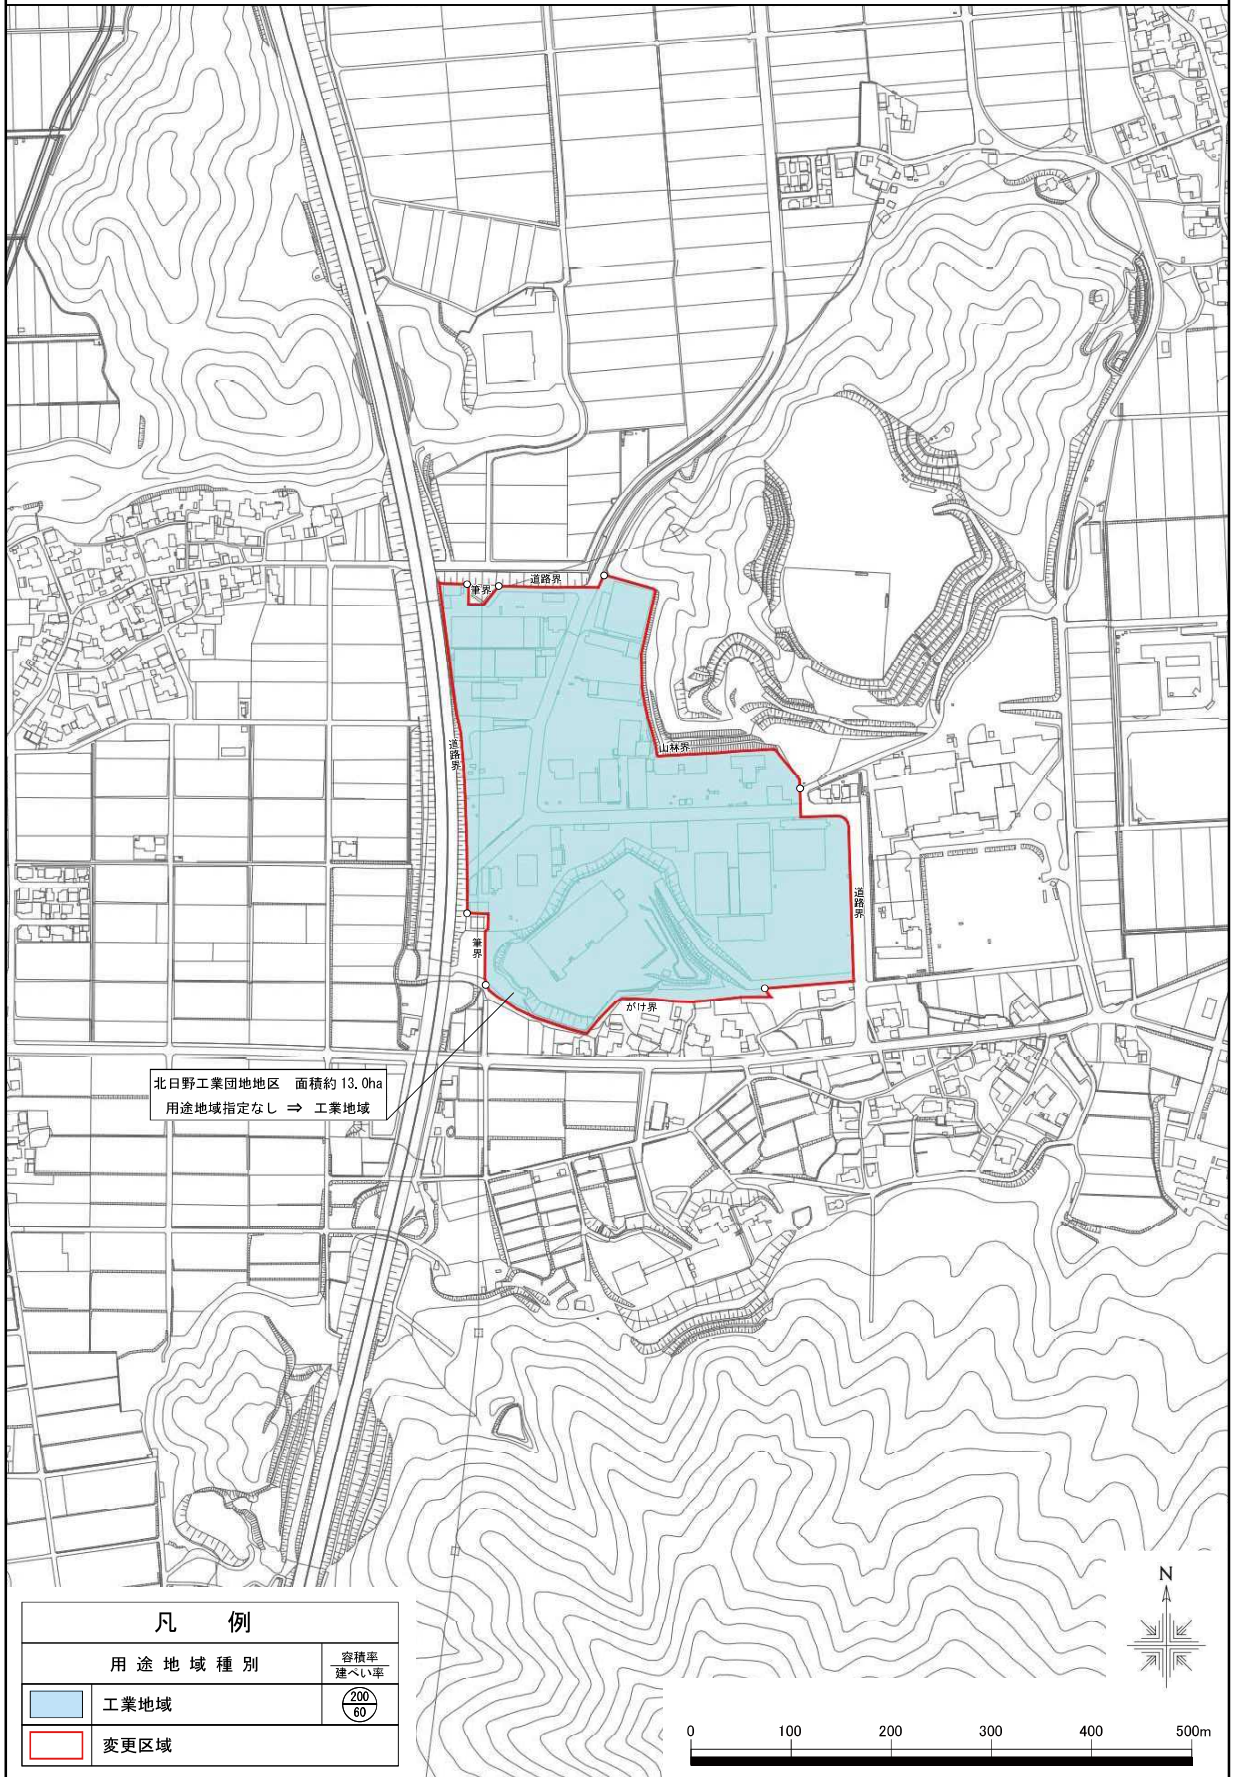 筆界
道路界
山林界
道路界
道路界
筆界
がけ界
北日野工業団地地区 面積約 13.0ha
用途地域指定なし ⇒ 工業地域
凡 例
用途地域種別
容積率
建ぺい率
工業地域
200
60
変更区域
N
0 100 200 300 400 500m